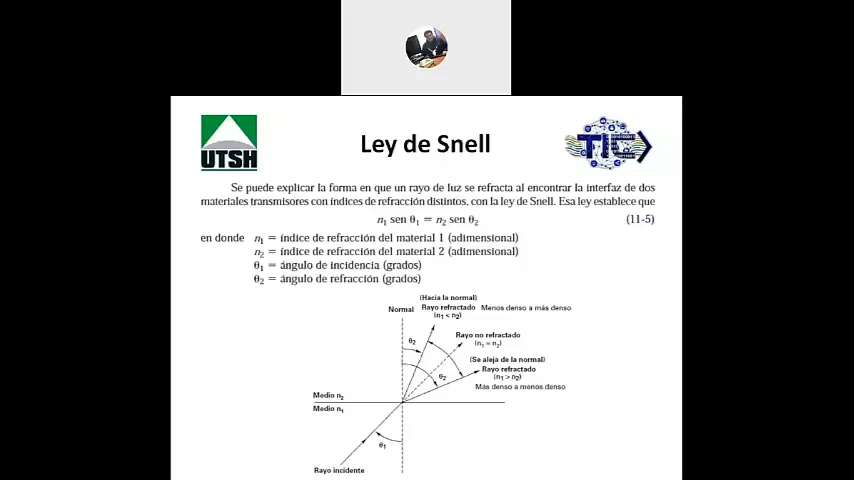 UTSH
Ley de Snell
TIC
Se puede explicar la forma en que un rayo de luz se refracta al encontrar la interfaz de dos
materiales transmisores con índices de refracción distintos, con la ley de Snell. Esa ley establece que
n₁ sen θ₁ = n₂ sen θ₂ (11-5)
en donde n₁ = índice de refracción del material 1 (adimensional)
n₂ = índice de refracción del material 2 (adimensional)
θ₁ = ángulo de incidencia (grados)
θ₂ = ángulo de refracción (grados)
(Hacia la normal)
Normal Rayo refractado Menos denso a más denso
(n₁ < n₂)
Rayo no refractado
θ₂ (n₁ = n₂)
(Se aleja de la normal)
Rayo refractado
θ₂ (n₁ > n₂)
Más denso a menos denso
Medio n₂
Medio n₁
θ₁
Rayo incidente